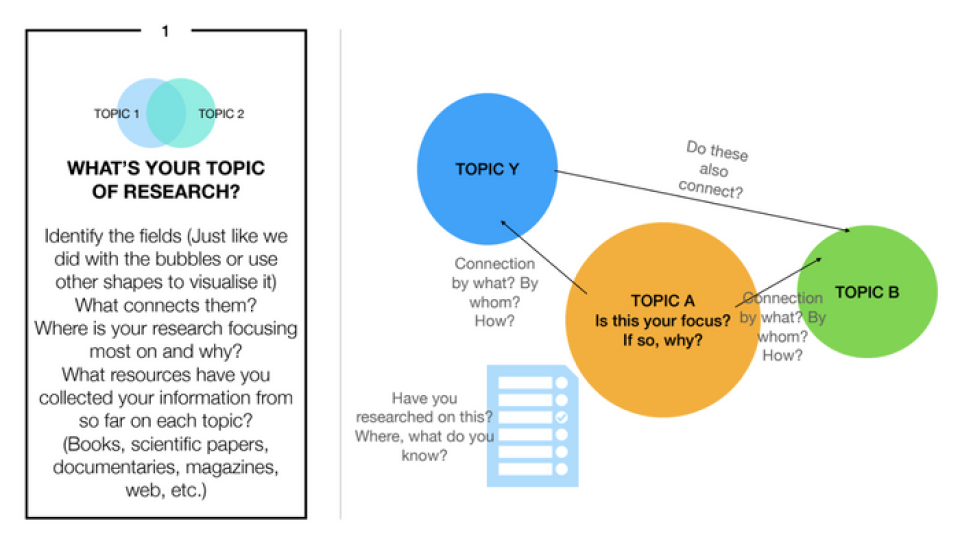 1
TOPIC 1
TOPIC 2
WHAT'S YOUR TOPIC
OF RESEARCH?
Identify the fields (Just like we
did with the bubbles or use
other shapes to visualise it)
What connects them?
Where is your research focusing
most on and why?
What resources have you
collected your information from
so far on each topic?
(Books, scientific papers,
documentaries, magazines,
web, etc.)
TOPIC Y
Do these
also
connect?
Connection
by what? By
whom?
How?
TOPIC A
Is this your focus?
If so, why?
Connection
by what? By
whom?
How?
TOPIC B
Have you
researched on this?
Where, what do you
know?